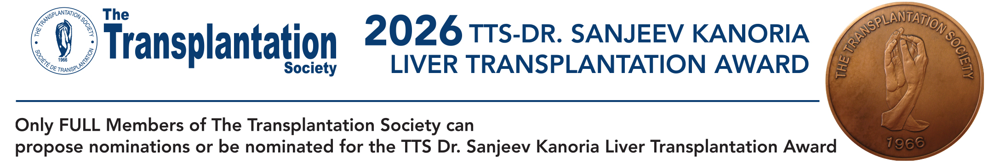 THE TRANSPLANTATION SOCIETY
1966
SOCIÉTÉ DE TRANSPLANTATION
The
Transplantation
Society
2026 TTS-DR. SANJEEV KANORIA
LIVER TRANSPLANTATION AWARD
THE TRANSPLANTATION SOCIETY
1966
Only FULL Members of The Transplantation Society can
propose nominations or be nominated for the TTS Dr. Sanjeev Kanoria Liver Transplantation Award